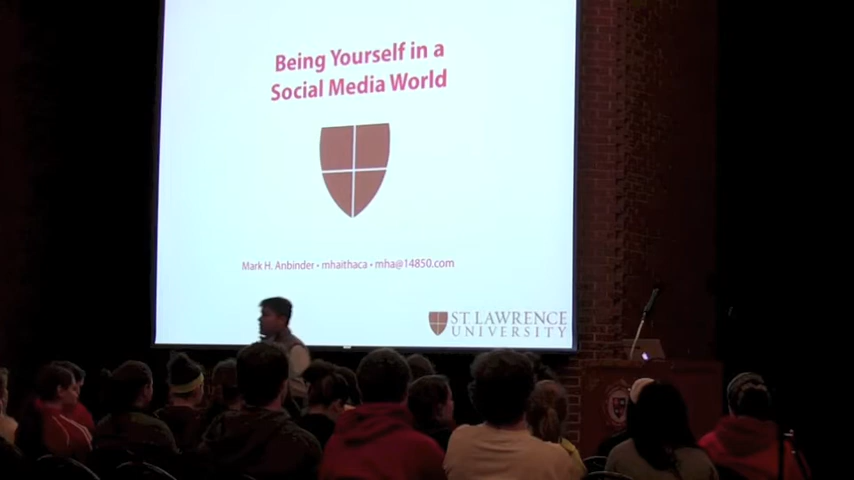 Being Yourself in a
Social Media World
Mark H. Anbinder • mhaithaca • mha@14850.com
ST LAWRENCE
UNIVERSITY